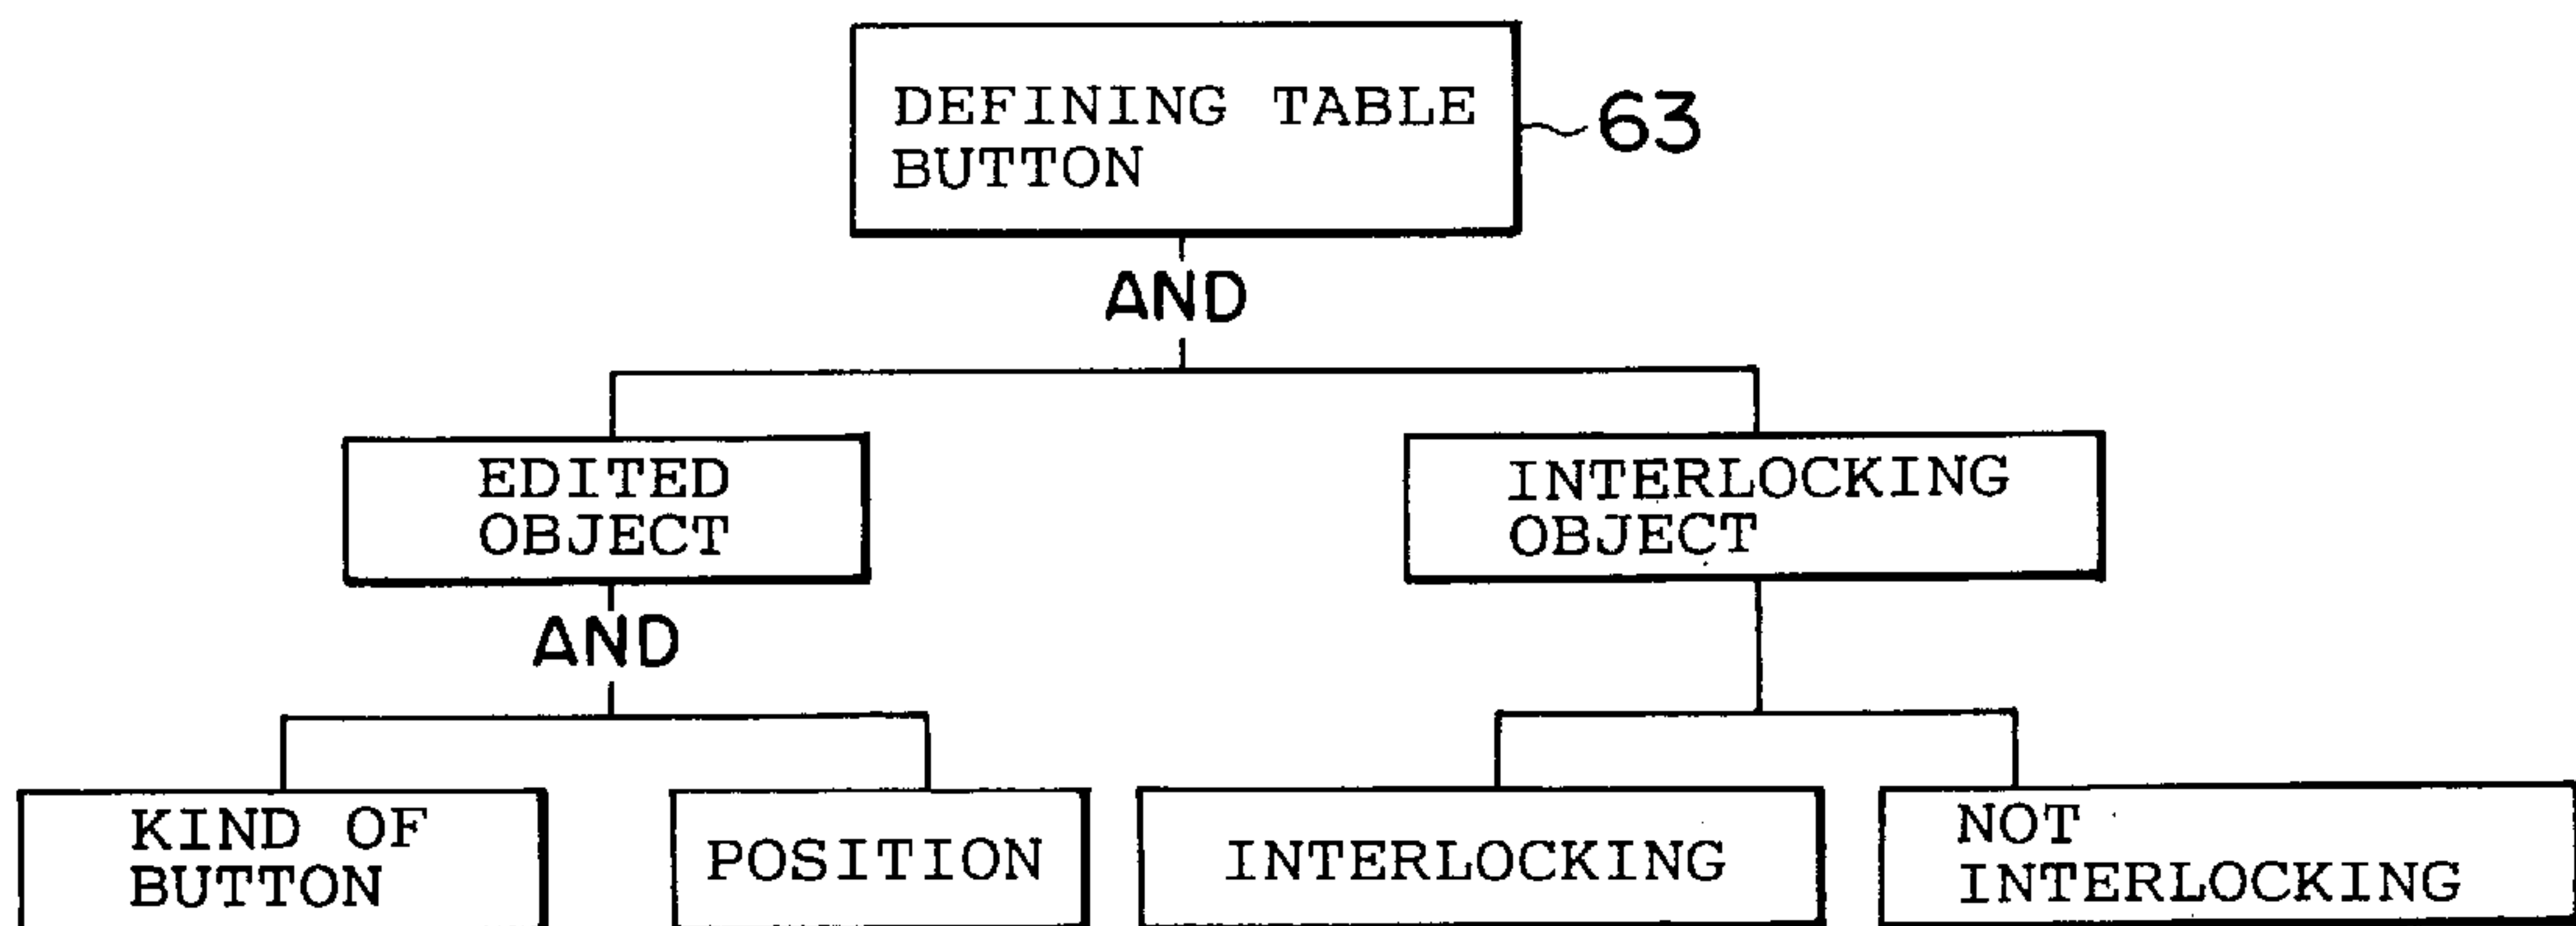 DEFINING TABLE
BUTTON
63
AND
EDITED
OBJECT
INTERLOCKING
OBJECT
AND
KIND OF
BUTTON
POSITION
INTERLOCKING
NOT
INTERLOCKING